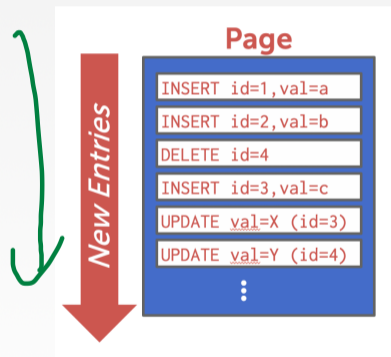 Page
New Entries
INSERT id=1,val=a
INSERT id=2,val=b
DELETE id=4
INSERT id=3,val=c
UPDATE val=X (id=3)
UPDATE val=Y (id=4)
⋮